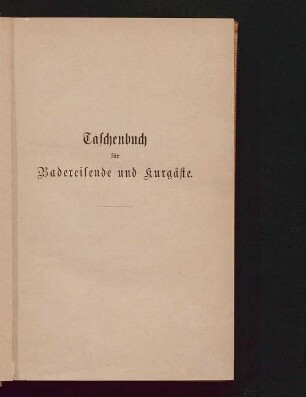 Taschenbuch
für
Badereisende und Kurgäste.